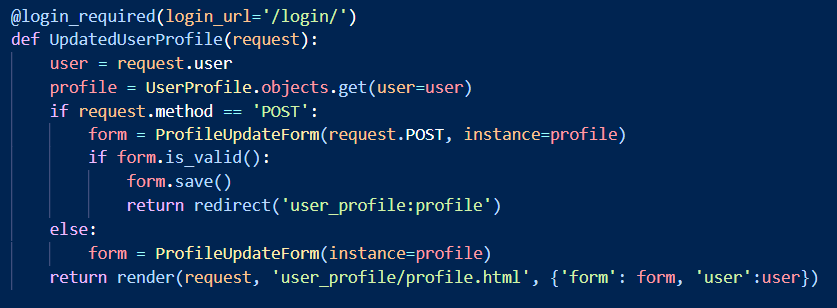 @login_required(login_url='/login/')
def UpdatedUserProfile(request):
    user = request.user
    profile = UserProfile.objects.get(user=user)
    if request.method == 'POST':
        form = ProfileUpdateForm(request.POST, instance=profile)
        if form.is_valid():
            form.save()
            return redirect('user_profile:profile')
    else:
        form = ProfileUpdateForm(instance=profile)
    return render(request, 'user_profile/profile.html', {'form': form, 'user':user})